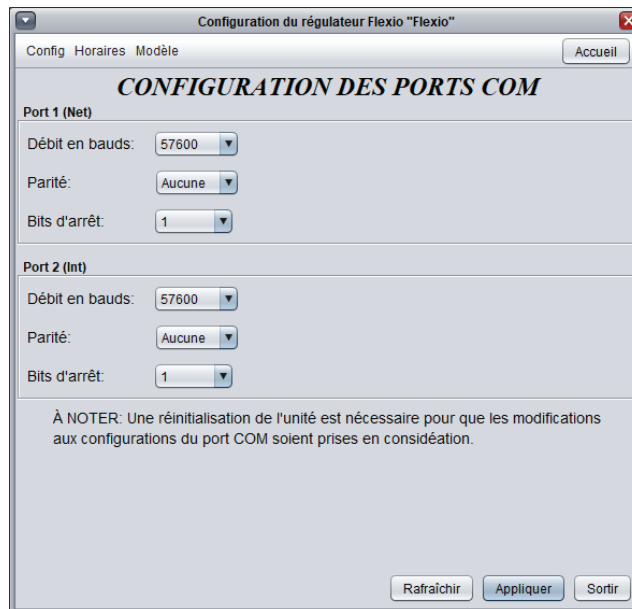 Configuration du régulateur Flexio "Flexio"
Config Horaires Modèle Accueil
CONFIGURATION DES PORTS COM
Port 1 (Net)
Débit en bauds: 57600
Parité: Aucune
Bits d'arrêt: 1
Port 2 (Int)
Débit en bauds: 57600
Parité: Aucune
Bits d'arrêt: 1
À NOTER: Une réinitialisation de l'unité est nécessaire pour que les modifications
aux configurations du port COM soient prises en considéation.
Rafraîchir Appliquer Sortir